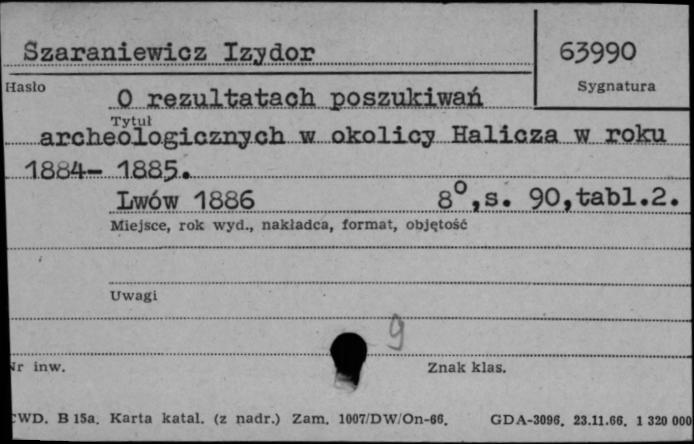 Szaraniewicz Izydor
63990
Hasło
Sygnatura
O rezultatach poszukiwań
Tytuł
archeologicznych w okolicy Halicza w roku
1884- 1885.
Lwów 1886 8°,s. 90,tabl.2.
Miejsce, rok wyd., nakładca, format, objętość
Uwagi
9
Nr inw.
Znak klas.
CWD. B 15a. Karta katal. (z nadr.) Zam. 1007/DW/On-66. GDA-3096. 23.11.66. 1 320 000